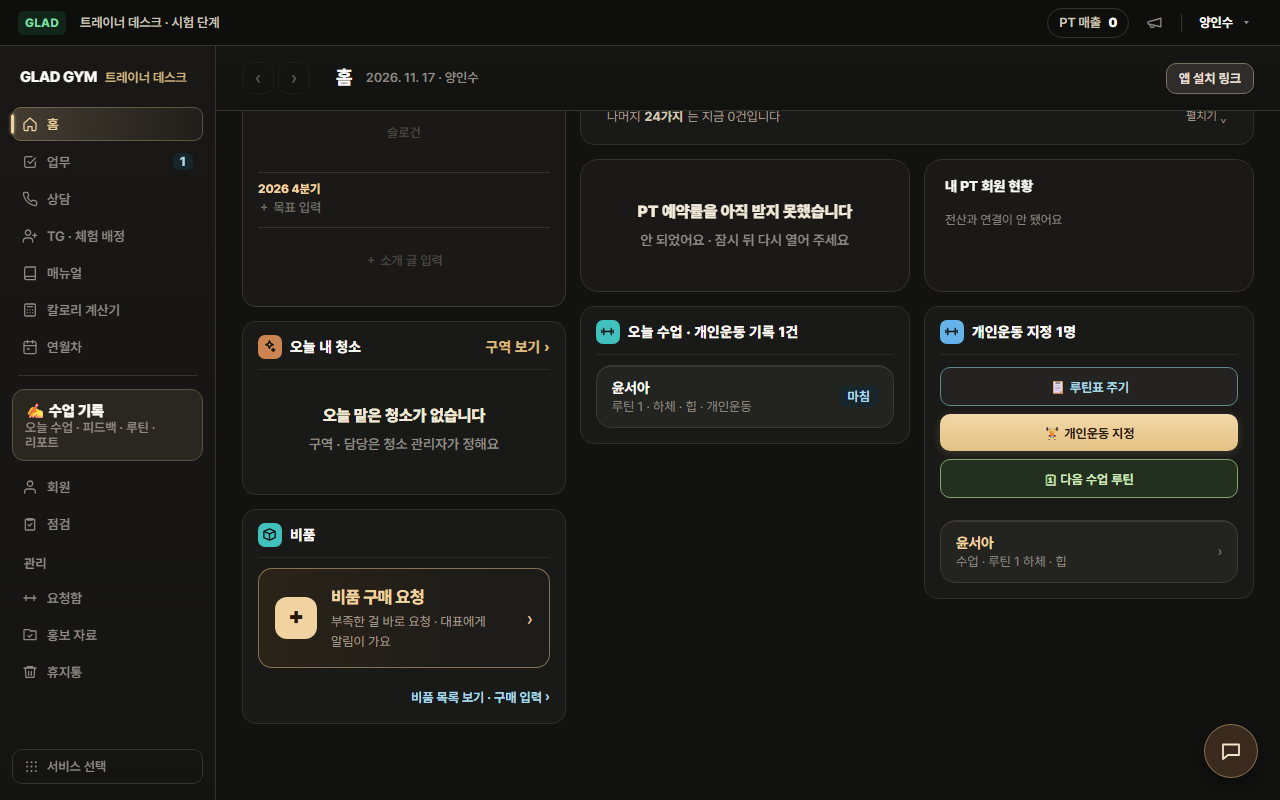 GLAD 트레이너 데스크 · 시험 단계
PT 매출 0
양인수
GLAD GYM 트레이너 데스크
홈
업무 1
상담
TG · 체험 배정
매뉴얼
칼로리 계산기
연월차
✍️ 수업 기록
오늘 수업 · 피드백 · 루틴 ·
리포트
회원
점검
관리
요청함
홍보 자료
휴지통
서비스 선택
홈 2026. 11. 17 · 양인수
앱 설치 링크
슬로건
2026 4분기
+ 목표 입력
+ 소개 글 입력
오늘 내 청소
구역 보기 ›
오늘 맡은 청소가 없습니다
구역 · 담당은 청소 관리자가 정해요
비품
비품 구매 요청
부족한 걸 바로 요청 · 대표에게
알림이 가요
비품 목록 보기 · 구매 입력 ›
나머지 24가지 는 지금 0건입니다
펼치기
PT 예약률을 아직 받지 못했습니다
안 되었어요 · 잠시 뒤 다시 열어 주세요
내 PT 회원 현황
전산과 연결이 안 됐어요
오늘 수업 · 개인운동 기록 1건
윤서아
루틴 1 · 하체 · 힙 · 개인운동
마침
개인운동 지정 1명
루틴표 주기
개인운동 지정
다음 수업 루틴
윤서아
수업 · 루틴 1 하체 · 힙